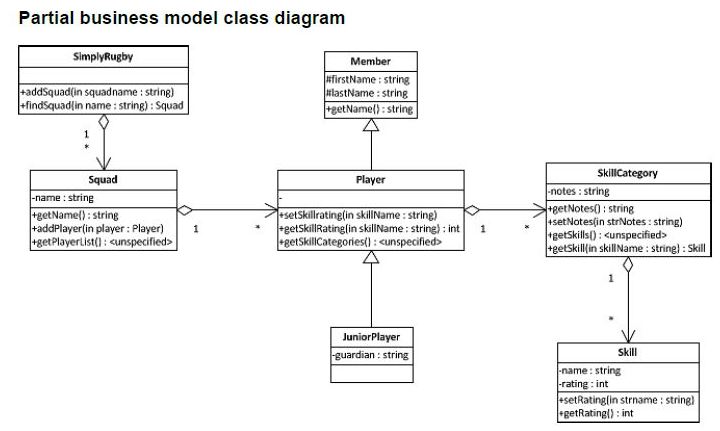 Partial business model class diagram
SimplyRugby
+addSquad(in squadname : string)
+findSquad(in name : string) : Squad
1
*
Member
#firstName : string
#lastName : string
+getName() : string
Squad
-name : string
+getName() : string
+addPlayer(in player : Player)
+getPlayerList() : <unspecified>
1
*
Player
-
+setSkillrating(in skillName : string)
+getSkillRating(in skillName : string) : int
+getSkillCategories() : <unspecified>
1
*
SkillCategory
-notes : string
+getNotes() : string
+setNotes(in strNotes : string)
+getSkills() : <unspecified>
+getSkill(in skillName : string) : Skill
1
*
JuniorPlayer
-guardian : string
Skill
-name : string
-rating : int
+setRating(in strname : string)
+getRating() : int